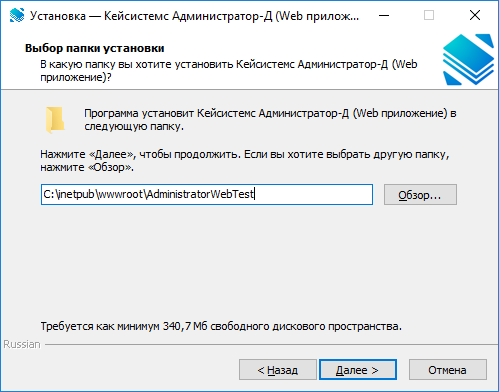 Установка — Кейсистемс Администратор-Д (Web прилож...
Выбор папки установки
В какую папку вы хотите установить Кейсистемс Администратор-Д (Web
приложение)?
Программа установит Кейсистемс Администратор-Д (Web приложение) в
следующую папку.
Нажмите «Далее», чтобы продолжить. Если вы хотите выбрать другую папку,
нажмите «Обзор».
C:\inetpub\wwwroot\AdministratorWebTest
Обзор...
Требуется как минимум 340,7 Мб свободного дискового пространства.
Russian
< Назад
Далее >
Отмена